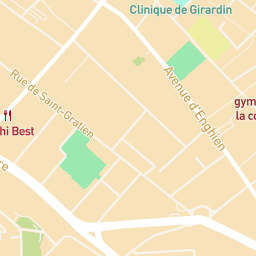 Clinique de Girardin
Rue de Saint-Gratien
Avenue d'Enghien
gym
la co
hi Best
re